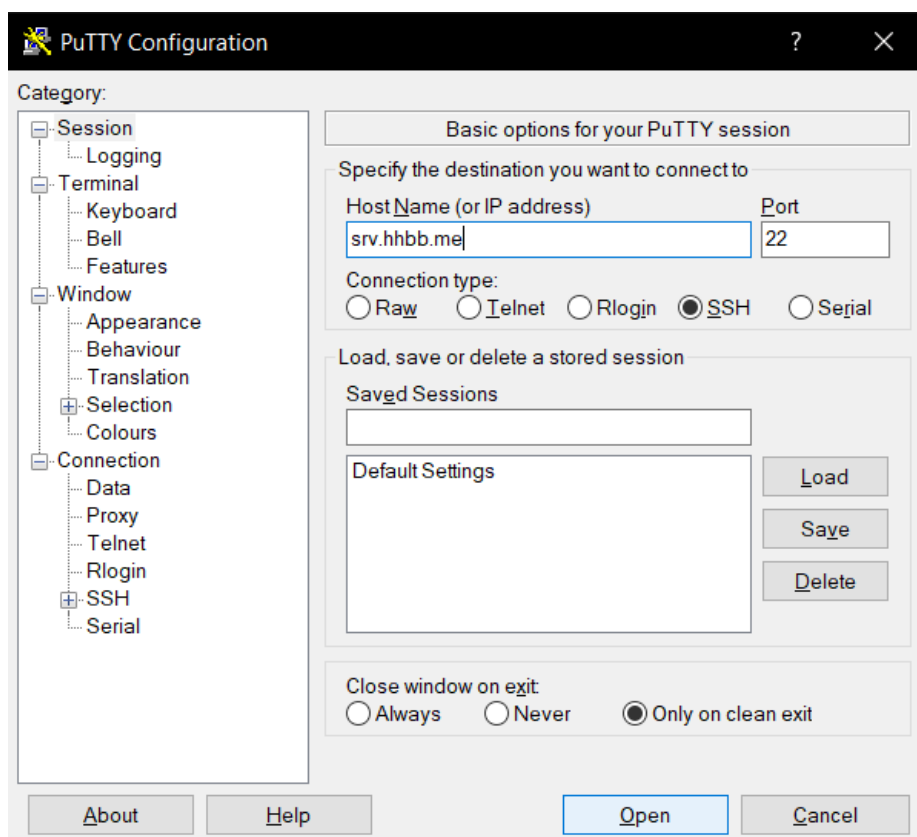 PuTTY Configuration
?
Category:
Session
Logging
Terminal
Keyboard
Bell
Features
Window
Appearance
Behaviour
Translation
Selection
Colours
Connection
Data
Proxy
Telnet
Rlogin
SSH
Serial
Basic options for your PuTTY session
Specify the destination you want to connect to
Host Name (or IP address) Port
srv.hhbb.me 22
Connection type:
Raw Telnet Rlogin SSH Serial
Load, save or delete a stored session
Saved Sessions
Default Settings
Load
Save
Delete
Close window on exit:
Always Never Only on clean exit
About Help Open Cancel